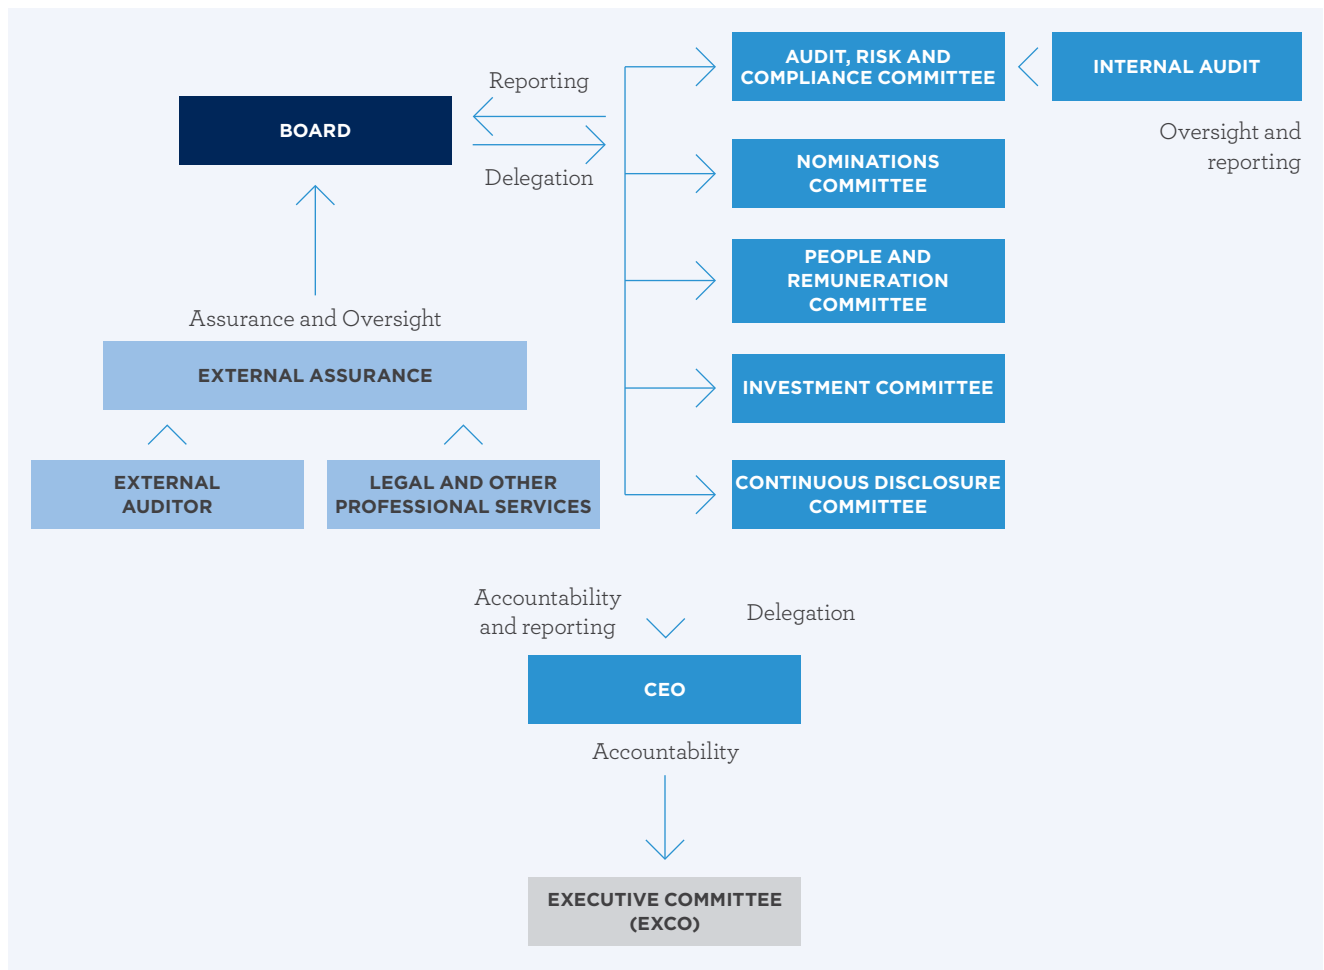 Reporting
BOARD
Delegation
AUDIT, RISK AND
COMPLIANCE COMMITTEE
INTERNAL AUDIT
Oversight and
reporting
NOMINATIONS
COMMITTEE
PEOPLE AND
REMUNERATION
COMMITTEE
INVESTMENT COMMITTEE
CONTINUOUS DISCLOSURE
COMMITTEE
Assurance and Oversight
EXTERNAL ASSURANCE
EXTERNAL
AUDITOR
LEGAL AND OTHER
PROFESSIONAL SERVICES
Accountability
and reporting
Delegation
CEO
Accountability
EXECUTIVE COMMITTEE
(EXCO)